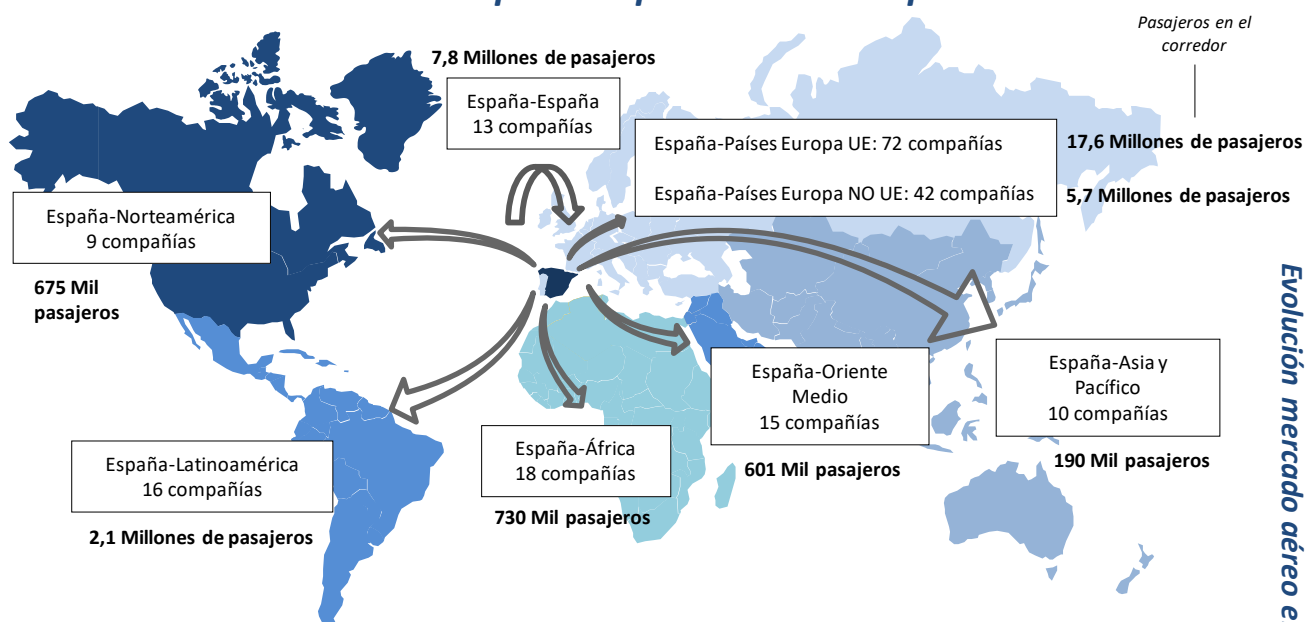 Pasajeros en el
corredor
7,8 Millones de pasajeros
España-España
13 compañías
España-Países Europa UE: 72 compañías
17,6 Millones de pasajeros
España-Países Europa NO UE: 42 compañías
5,7 Millones de pasajeros
España-Norteamérica
9 compañías
675 Mil
pasajeros
España-Oriente
Medio
15 compañías
601 Mil pasajeros
España-Asia y
Pacífico
10 compañías
190 Mil pasajeros
España-África
18 compañías
730 Mil pasajeros
España-Latinoamérica
16 compañías
2,1 Millones de pasajeros
Evolución mercado aéreo